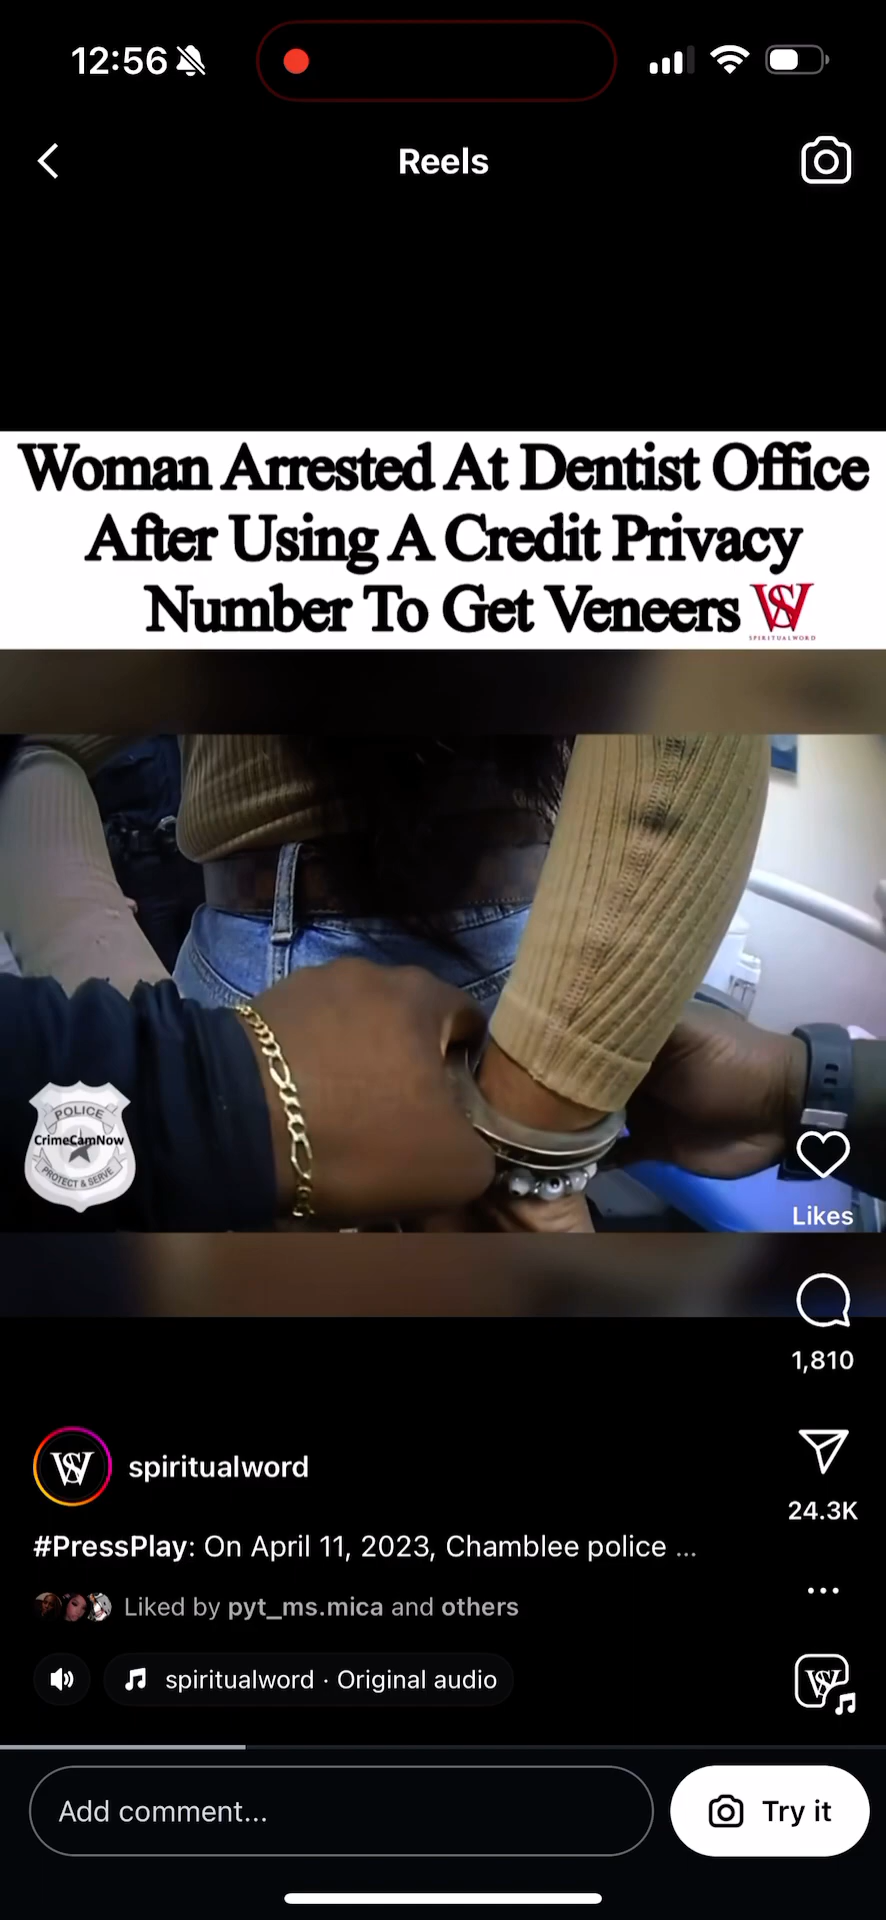 12:56
Reels
Woman Arrested At Dentist Office
After Using A Credit Privacy
Number To Get Veneers
SPIRITUALWORD
POLICE
CrimeCamNow
PROTECT & SERVE
Likes
1,810
24.3K
spiritualword
#PressPlay: On April 11, 2023, Chamblee police ...
Liked by pyt_ms.mica and others
spiritualword · Original audio
Add comment...
Try it